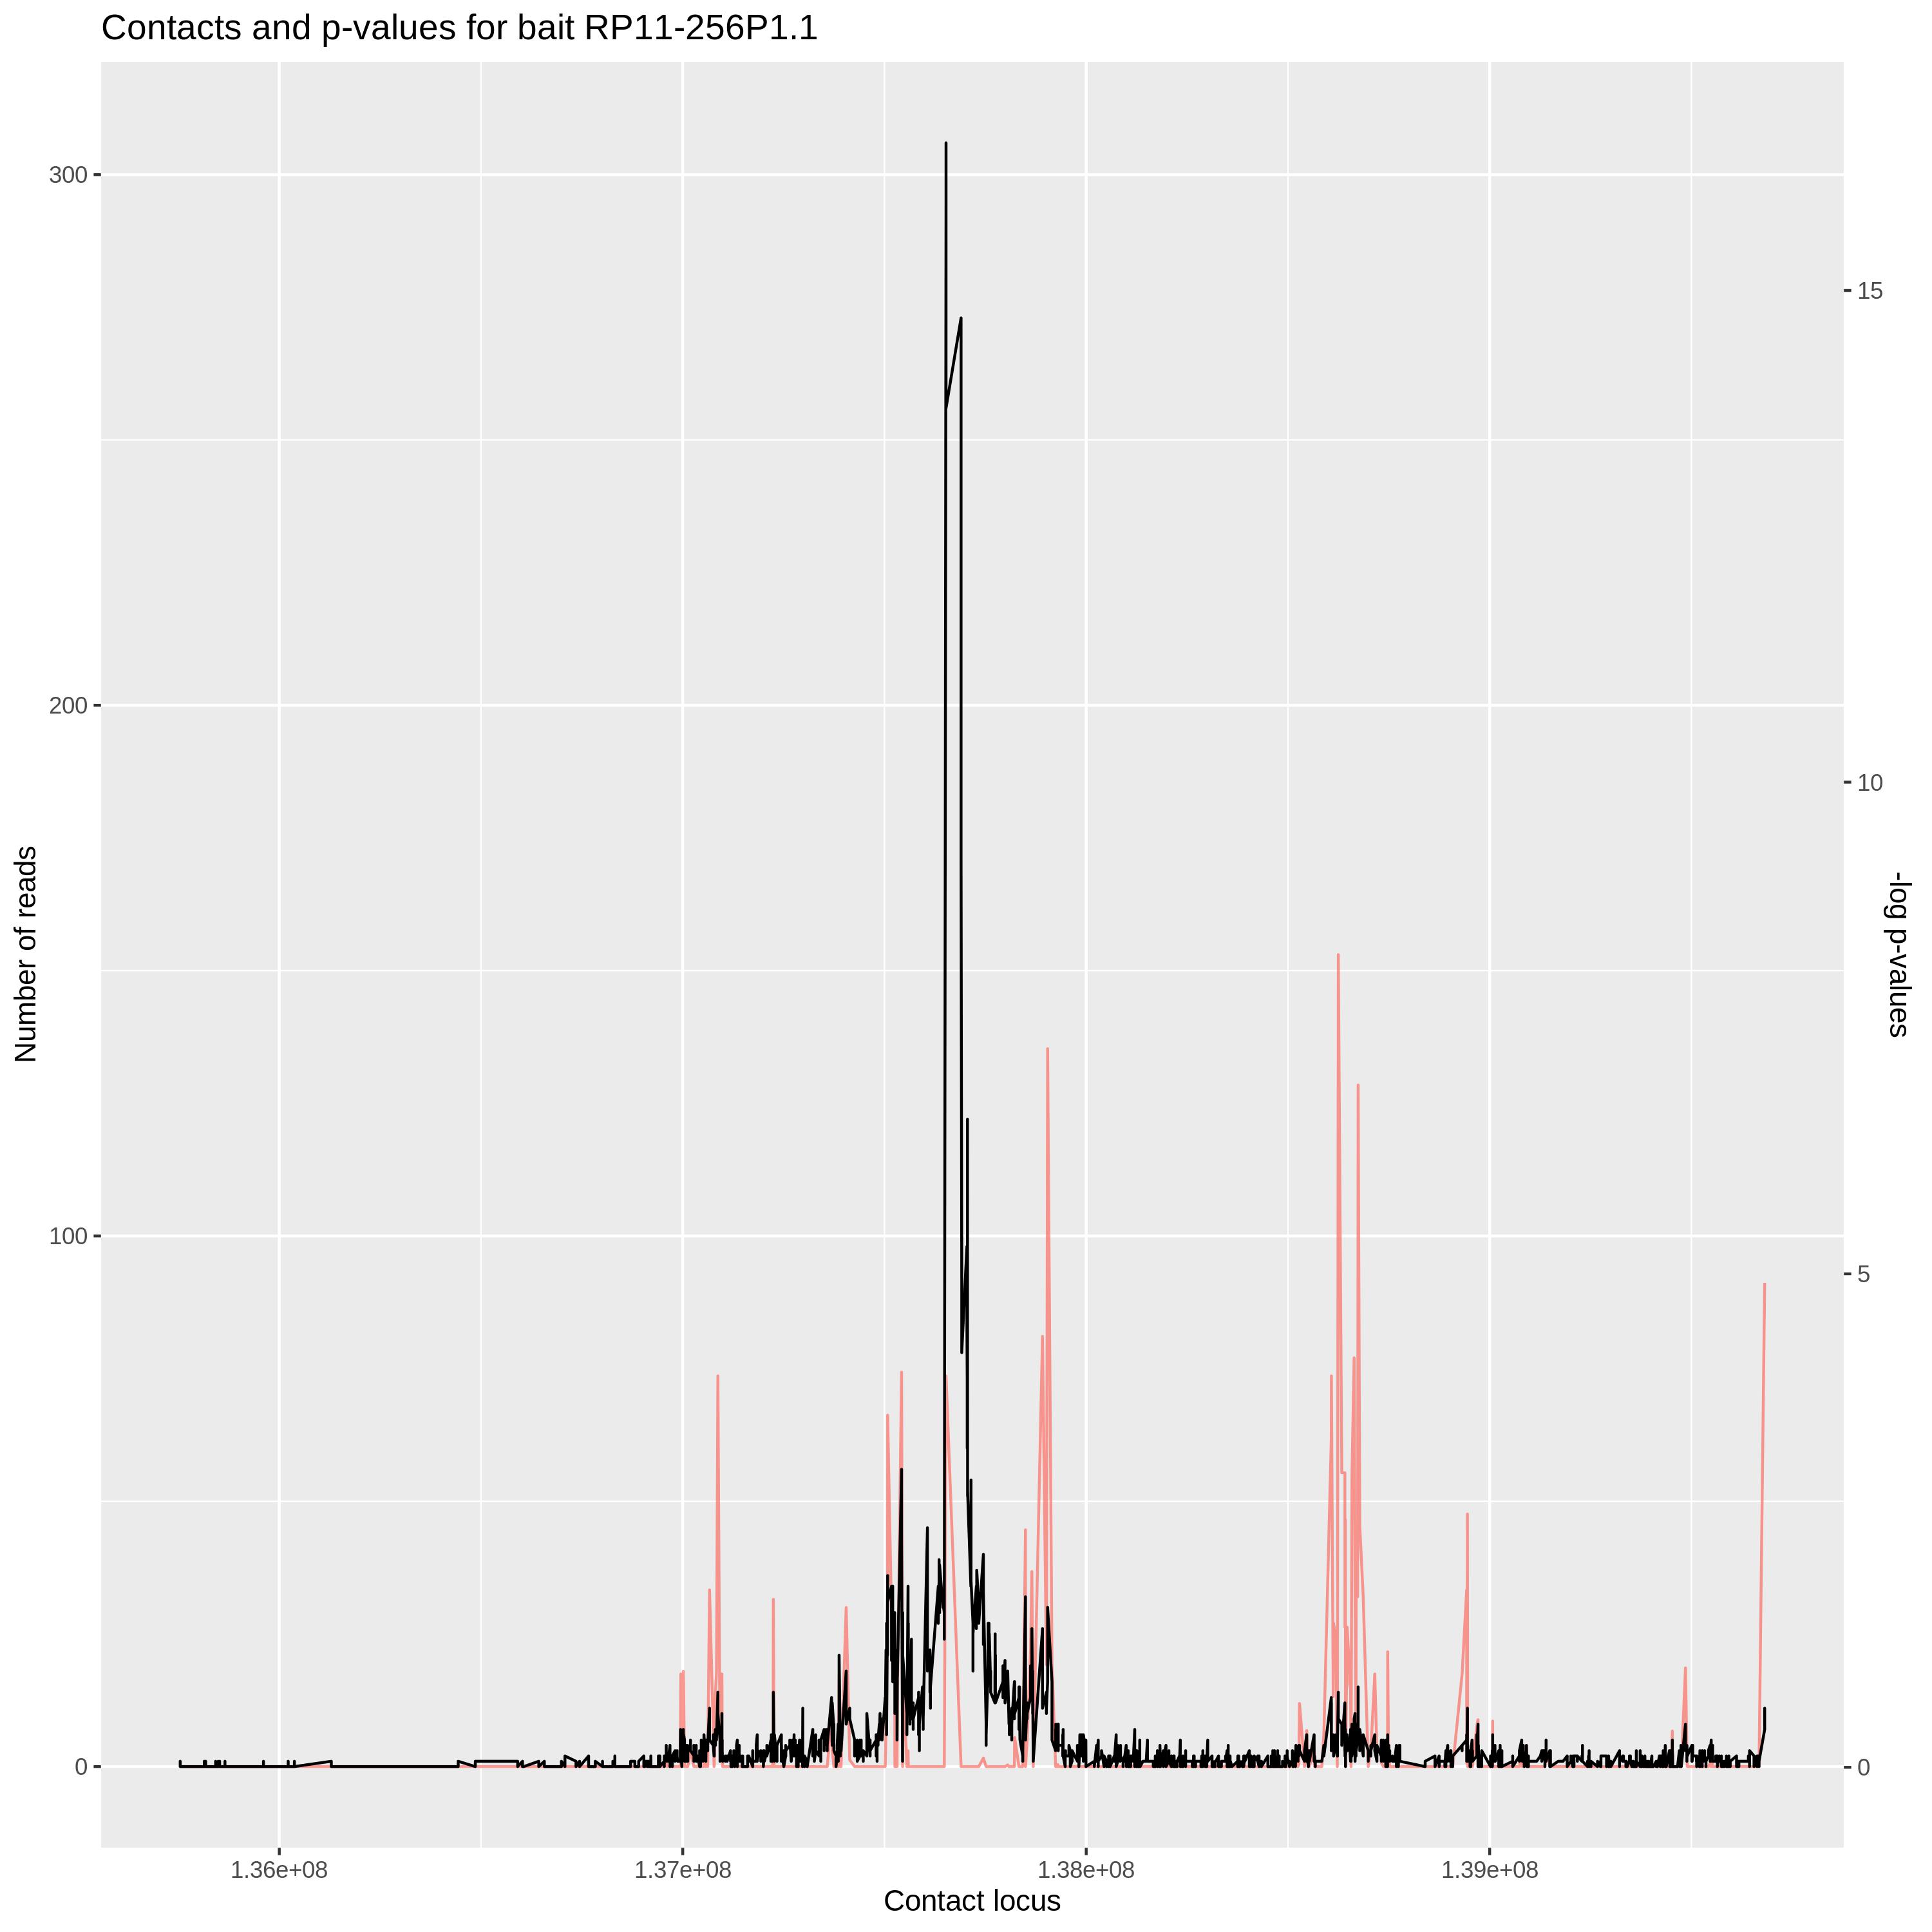 Contacts and p-values for bait RP11-256P1.1
300
200
100
0
Number of reads
15
10
5
0
-log p-values
1.36e+08
1.37e+08
1.38e+08
1.39e+08
Contact locus